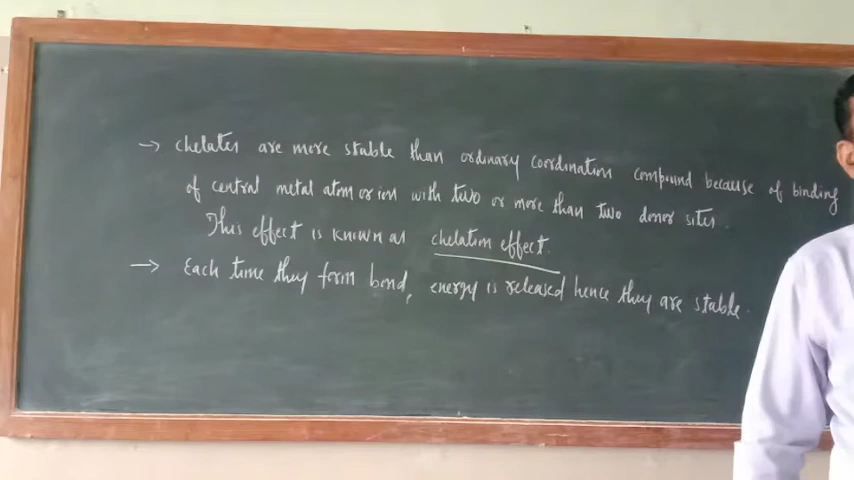 → chelates are more stable than ordinary coordination compound because of binding
of central metal atom or ion with two or more than two donor sites.
This effect is known as chelation effect.
→ Each time they form bond, energy is released hence they are stable.